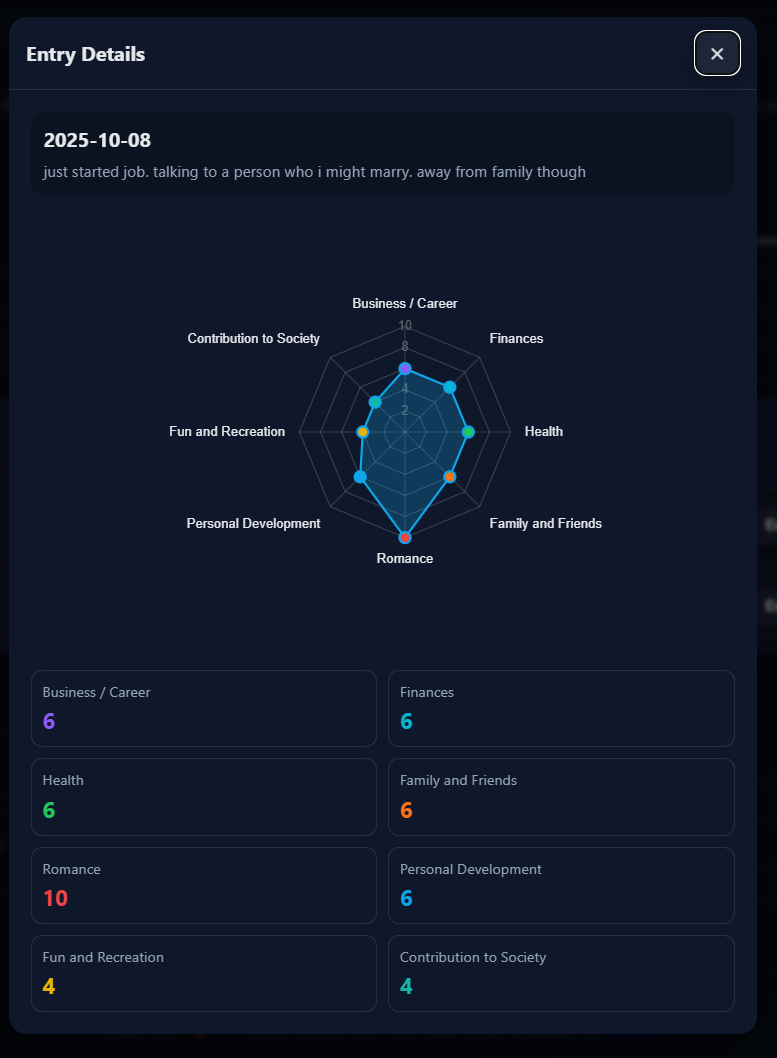 Entry Details
2025-10-08
just started job. talking to a person who i might marry. away from family though
Business / Career
10
Contribution to Society
Finances
8
4
2
Fun and Recreation
Health
Personal Development
Family and Friends
Romance
Business / Career
6
Finances
6
Health
6
Family and Friends
6
Romance
10
Personal Development
6
Fun and Recreation
4
Contribution to Society
4